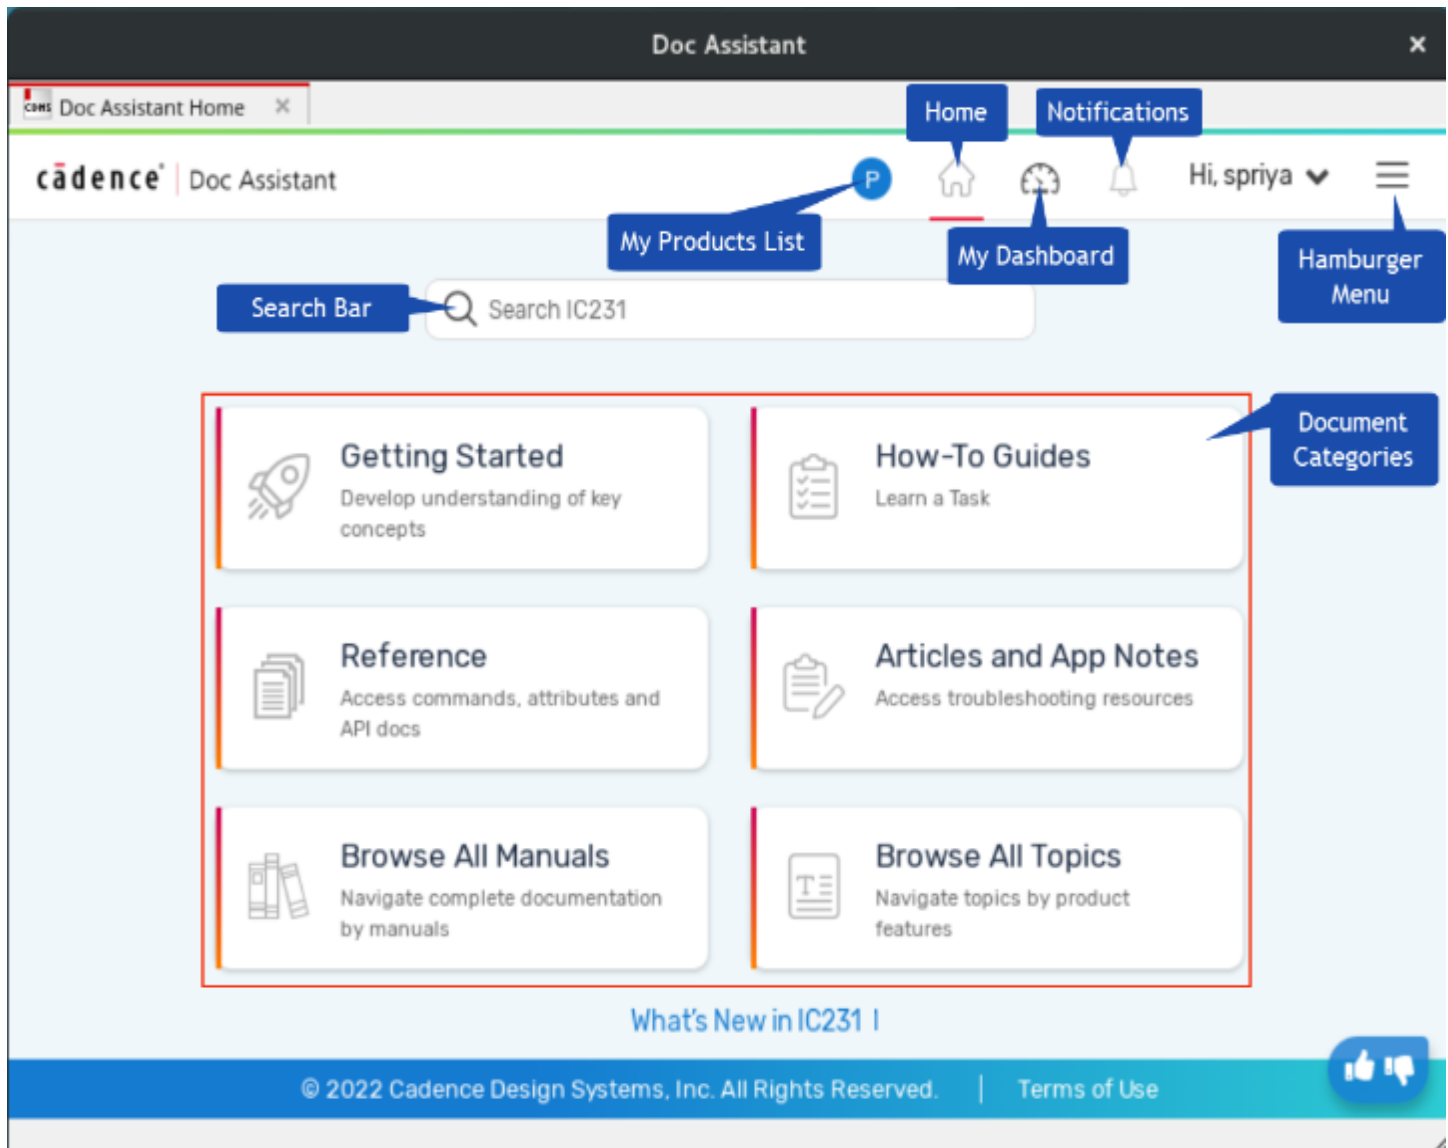 Doc Assistant ×
CDMS Doc Assistant Home ×
Home
Notifications
cādence® Doc Assistant
P
Hi, spriya
My Products List
My Dashboard
Hamburger
Menu
Search Bar
Search IC231
Document
Categories
Getting Started
Develop understanding of key
concepts
How-To Guides
Learn a Task
Reference
Access commands, attributes and
API docs
Articles and App Notes
Access troubleshooting resources
Browse All Manuals
Navigate complete documentation
by manuals
Browse All Topics
Navigate topics by product
features
What's New in IC231 |
© 2022 Cadence Design Systems, Inc. All Rights Reserved. | Terms of Use